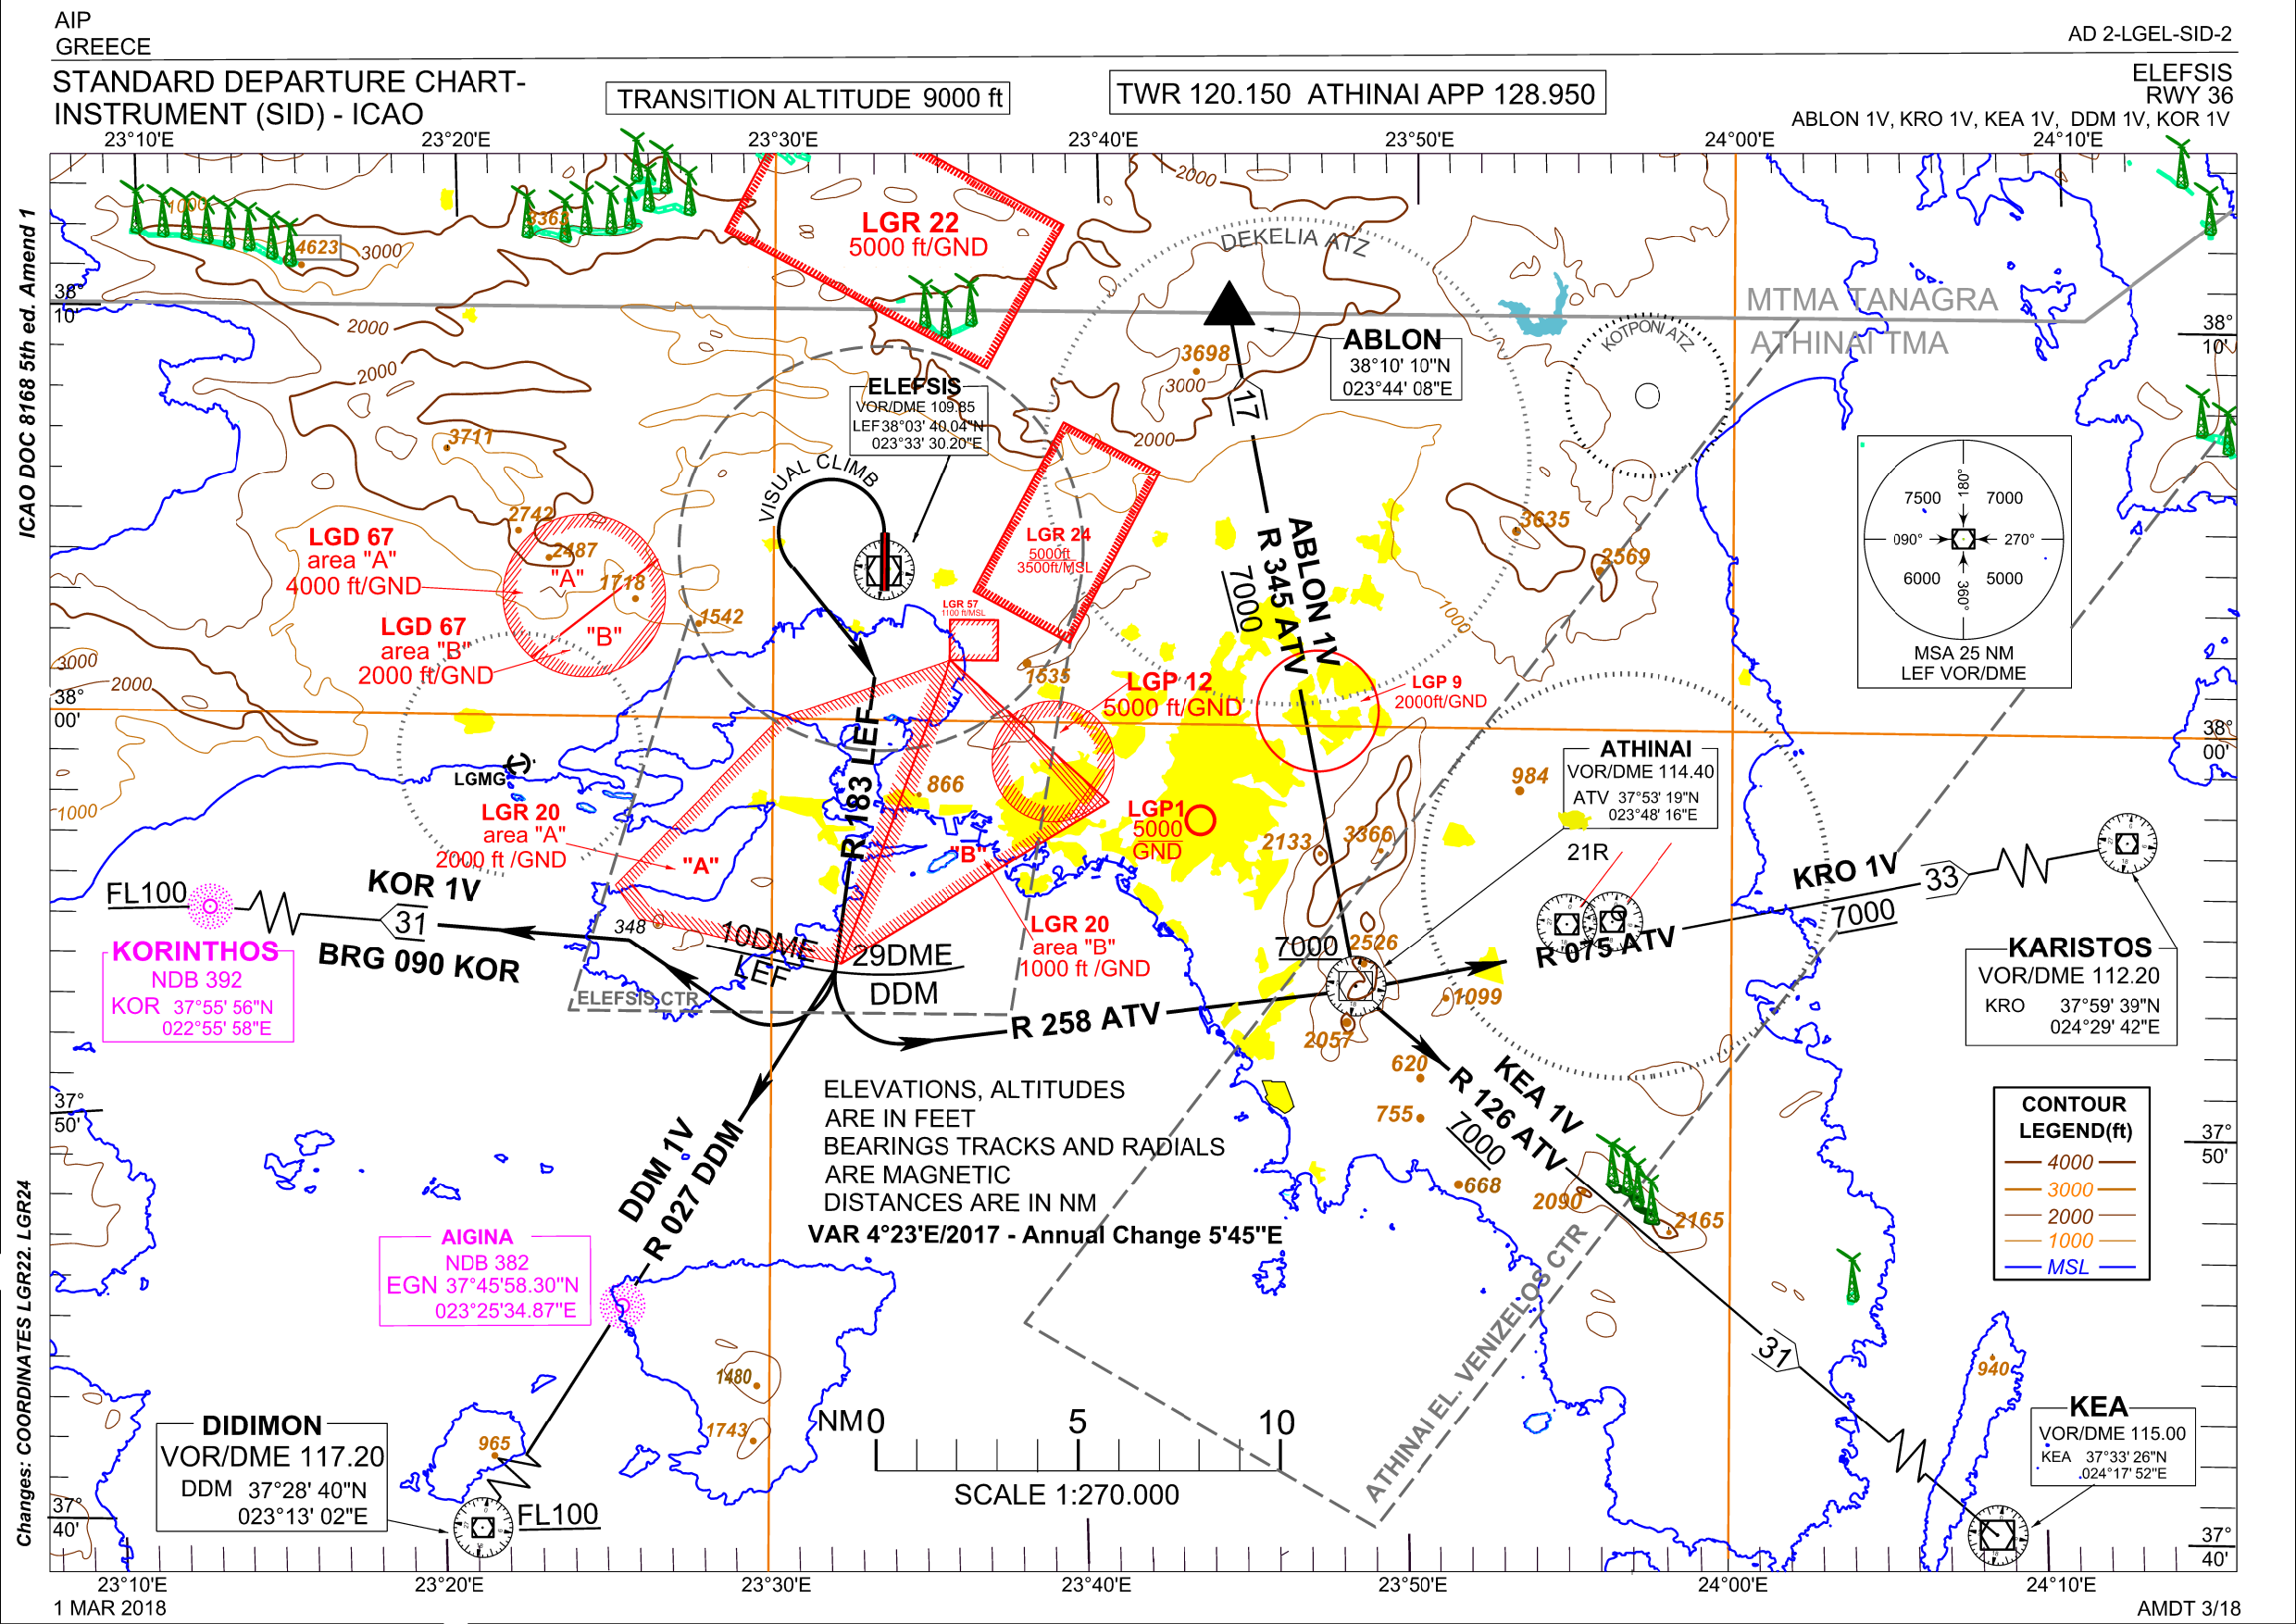 AIP
GREECE
AD 2-LGEL-SID-2
STANDARD DEPARTURE CHART-
INSTRUMENT (SID) - ICAO
TRANSITION ALTITUDE 9000 ft
TWR 120.150 ATHINAI APP 128.950
ELEFSIS
RWY 36
ABLON 1V, KRO 1V, KEA 1V, DDM 1V, KOR 1V
23°10'E
23°20'E
23°30'E
23°40'E
23°50'E
24°00'E
24°10'E
ICAO DOC 8168 5th ed. Amend 1
Changes: COORDINATES LGR22. LGR24
1000
4623
3000
3363
LGR 22
5000 ft/GND
2000
DEKELIA ATZ
38°
10'
2000
MTMA TANAGRA
ATHINAI TMA
KOTPONI ATZ
38°
10'
ABLON
38°10' 10"N
023°44' 08"E
3698
3000
2000
17
2000
3711
ELEFSIS
VOR/DME 109.85
LEF38°03' 40.04"N
023°33' 30.20"E
VISUAL CLIMB
LGR 24
5000ft
3500ft/MSL
ABLON 1V
R 345 ATV
7000
3635
2569
1000
7500
180°
7000
090°
270°
6000
360°
5000
MSA 25 NM
LEF VOR/DME
LGD 67
area "A"
4000 ft/GND
2742
2487
"A"
1718
"B"
1542
LGD 67
area "B"
2000 ft/GND
LGR 57
1100 ft/MSL
1535
LGP 12
5000 ft/GND
LGP 9
2000ft/GND
3000
2000
38°
00'
38°
00'
1000
LGMG
LGR 20
area "A"
2000 ft /GND
"A"
R 183 LEF
866
"B"
LGP1
5000
GND
2133
3366
984
ATHINAI
VOR/DME 114.40
ATV 37°53' 19"N
023°48' 16"E
21R
KRO 1V
33
7000
R 075 ATV
FL100
KOR 1V
31
BRG 090 KOR
348
10DME
LEF
29DME
DDM
LGR 20
area "B"
1000 ft /GND
7000
2526
1099
2057
KORINTHOS
NDB 392
KOR 37°55' 56"N
022°55' 58"E
ELEFSIS CTR
R 258 ATV
KARISTOS
VOR/DME 112.20
KRO 37°59' 39"N
024°29' 42"E
620
755
668
KEA 1V
R 126 ATV
7000
2090
2165
37°
50'
37°
50'
ELEVATIONS, ALTITUDES
ARE IN FEET
BEARINGS TRACKS AND RADIALS
ARE MAGNETIC
DISTANCES ARE IN NM
VAR 4°23'E/2017 - Annual Change 5'45"E
CONTOUR
LEGEND(ft)
4000
3000
2000
1000
MSL
DDM 1V
R 027 DDM
AIGINA
NDB 382
EGN 37°45'58.30"N
023°25'34.87"E
ATHINAI EL. VENIZELOS CTR
31
940
1480
1743
NM 0 5 10
SCALE 1:270.000
DIDIMON
VOR/DME 117.20
DDM 37°28' 40"N
023°13' 02"E
965
FL100
KEA
VOR/DME 115.00
KEA 37°33' 26"N
024°17' 52"E
37°
40'
37°
40'
23°10'E
23°20'E
23°30'E
23°40'E
23°50'E
24°00'E
24°10'E
1 MAR 2018
AMDT 3/18